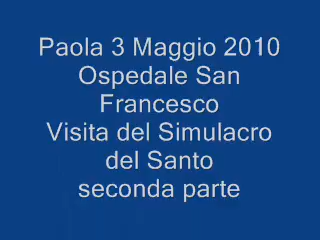 Paola 3 Maggio 2010
Ospedale San
Francesco
Visita del Simulacro
del Santo
seconda parte